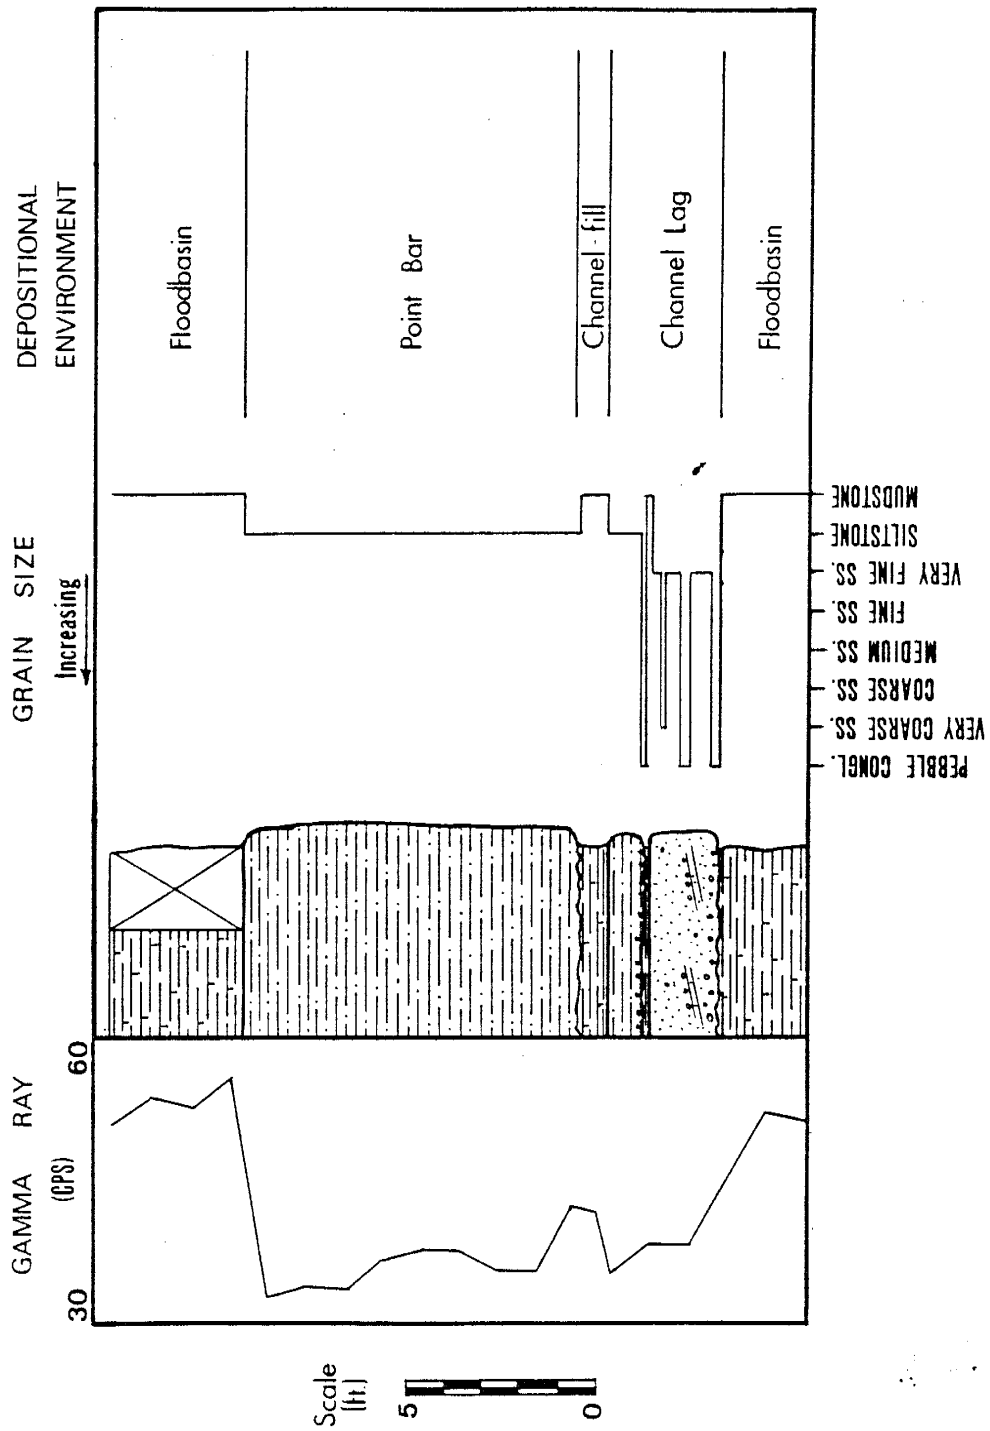 GAMMA RAY
(CPS)
30
60
GRAIN SIZE
Increasing
DEPOSITIONAL
ENVIRONMENT
Floodbasin
Point Bar
Channel-fill
Channel Lag
Floodbasin
PEBBLE CONGL.
VERY COARSE SS.
COARSE SS.
MEDIUM SS.
FINE SS.
VERY FINE SS.
SILTSTONE
MUDSTONE
Scale
(ft.)
5
0